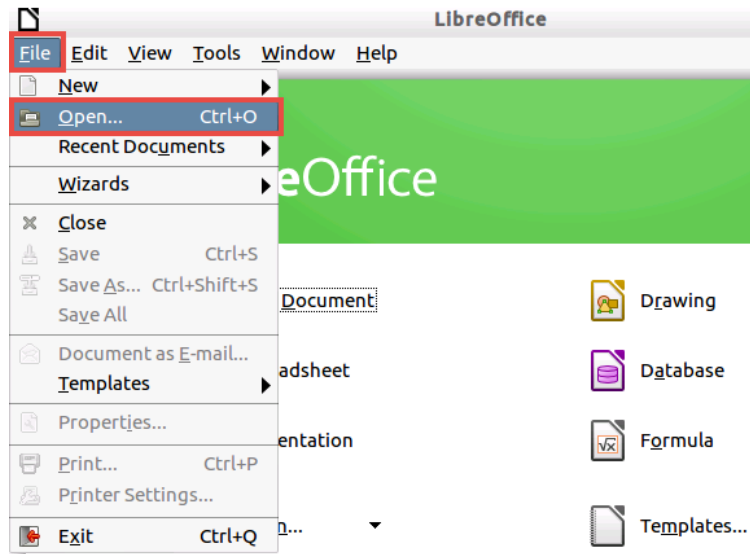 LibreOffice
File Edit View Tools Window Help
New
Open... Ctrl+O
Recent Documents
Wizards
eOffice
Close
Save Ctrl+S
Save As... Ctrl+Shift+S
Save All
Document
Drawing
Document as E-mail...
Templates
adsheet
Database
Properties...
entation
Formula
Print... Ctrl+P
Printer Settings...
Exit Ctrl+Q
n...
Templates...